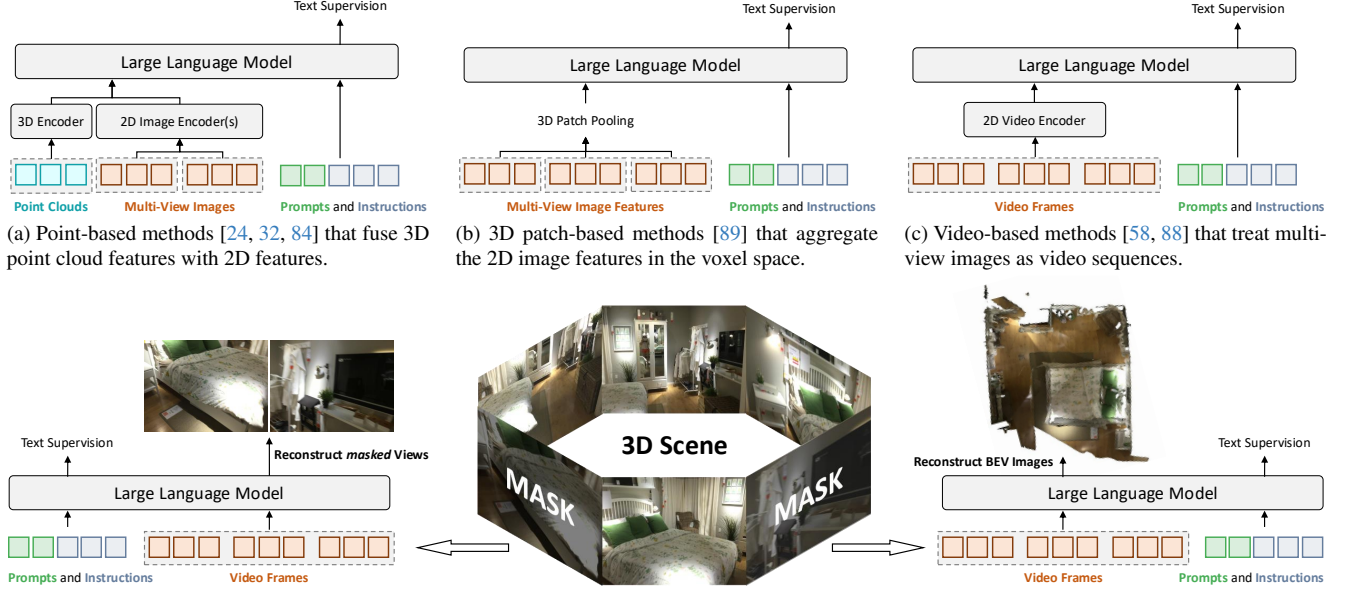 Text Supervision
Large Language Model
3D Encoder
2D Image Encoder(s)
Point Clouds
Multi-View Images
Prompts and Instructions
(a) Point-based methods [24, 32, 84] that fuse 3D
point cloud features with 2D features.
Text Supervision
Large Language Model
3D Patch Pooling
Multi-View Image Features
Prompts and Instructions
(b) 3D patch-based methods [89] that aggregate
the 2D image features in the voxel space.
Text Supervision
Large Language Model
2D Video Encoder
Video Frames
Prompts and Instructions
(c) Video-based methods [58, 88] that treat multi-
view images as video sequences.
Text Supervision
Reconstruct masked Views
Large Language Model
Prompts and Instructions
Video Frames
3D Scene
MASK
MASK
Reconstruct BEV Images
Text Supervision
Large Language Model
Video Frames
Prompts and Instructions